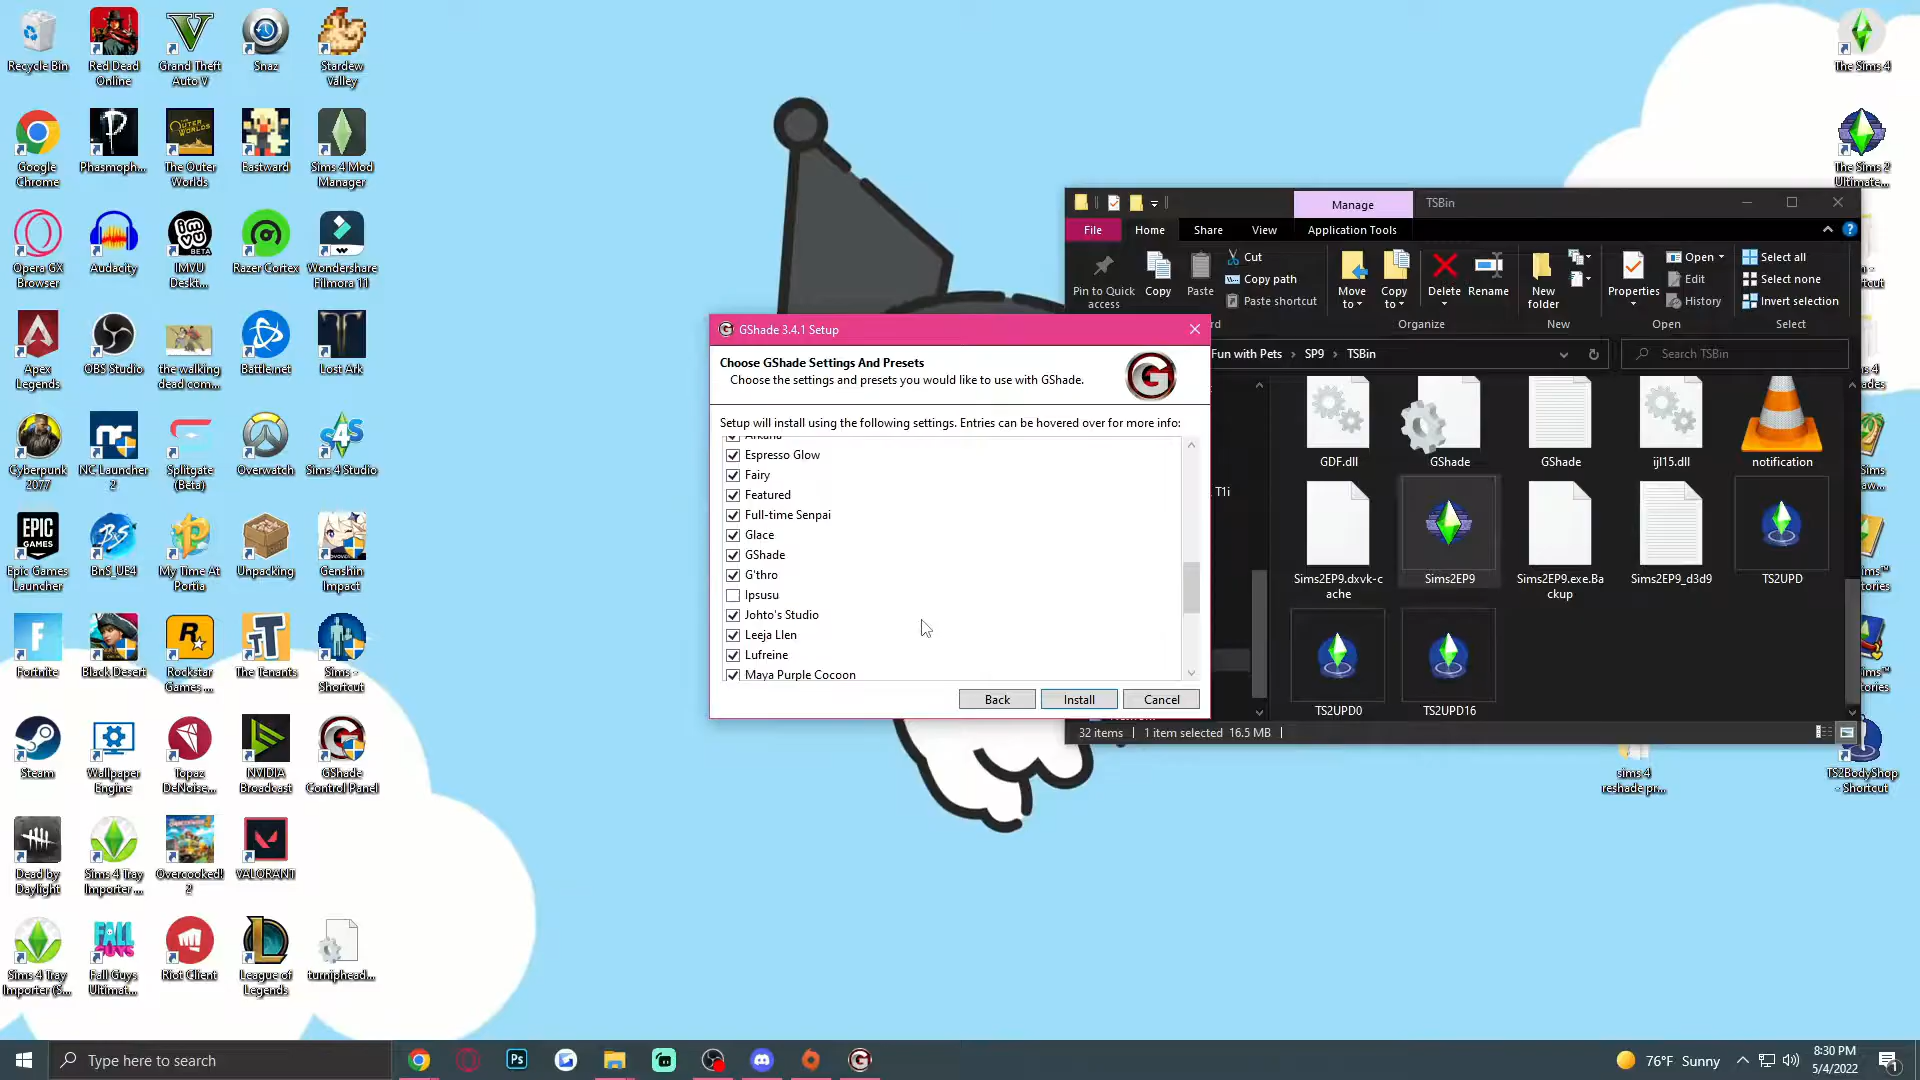 Recycle Bin
Red Dead
Online
Grand Theft
Auto V
Snaz
Stardew
Valley
Google
Chrome
Phasmoph...
The Outer
Worlds
Eastward
Sims 4 Mod
Manager
Opera GX
Browser
Audacity
IMVU
Deskt...
Razer Cortex
Wondershare
Filmora 11
Apex
Legends
OBS Studio
the walking
dead com...
Battle.net
Lost Ark
Cyberpunk
2077
NC Launcher
2
Splitgate
(Beta)
Overwatch
Sims 4 Studio
Epic Games
Launcher
BnS_UE4
My Time At
Portia
Unpacking
Genshin
Impact
Fortnite
Black Desert
Rockstar
Games ...
The Tenants
Sims -
Shortcut
Steam
Wallpaper
Engine
Topaz
DeNoise...
NVIDIA
Broadcast
GShade
Control Panel
Dead by
Daylight
Sims 4 Tray
Importer ...
Overcooked!
2
VALORANT
Sims 4 Tray
Importer (S...
Fall Guys
Ultimat...
Riot Client
League of
Legends
turniphead...
GShade 3.4.1 Setup
Choose GShade Settings And Presets
Choose the settings and presets you would like to use with GShade.
Setup will install using the following settings. Entries can be hovered over for more info:
Espresso Glow
Fairy
Featured
Full-time Senpai
Glace
GShade
G'thro
Ipsusu
Johto's Studio
Leeja Llen
Lufreine
Maya Purple Cocoon
Back
Install
Cancel
Manage
TSBin
File
Home
Share
View
Application Tools
Pin to Quick
access
Copy
Paste
Cut
Copy path
Paste shortcut
Move
to
Copy
to
Delete
Rename
New
folder
Properties
Open
Edit
History
Select all
Select none
Invert selection
Organize
New
Open
Select
Fun with Pets
SP9
TSBin
Search TSBin
GDF.dll
GShade
GShade
ijl15.dll
notification
Sims2EP9.dxvk-c
ache
Sims2EP9
Sims2EP9.exe.Ba
ckup
Sims2EP9_d3d9
TS2UPD
TS2UPD0
TS2UPD16
32 items
1 item selected 16.5 MB
The Sims 4
The Sims 2
Ultimate...
sims 4
reshade pr...
TS2BodyShop
- Shortcut
Type here to search
76°F Sunny
8:30 PM
5/4/2022